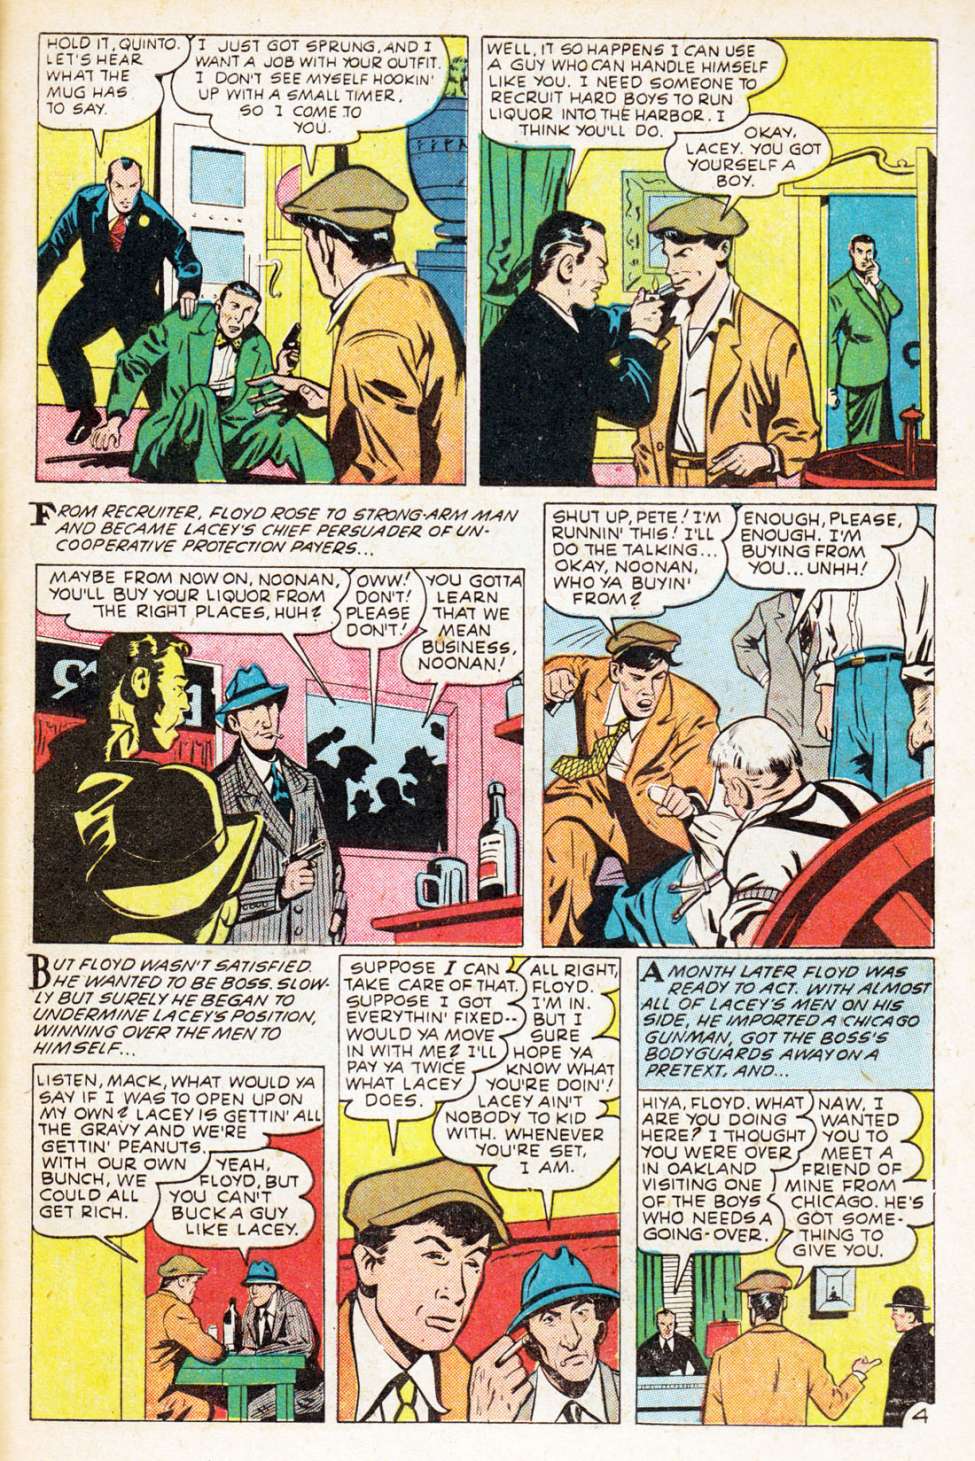 HOLD IT, QUINTO.
LET'S HEAR
WHAT THE
MUG HAS
TO SAY.
I JUST GOT SPRUNG, AND I
WANT A JOB WITH YOUR OUTFIT.
I DON'T SEE MYSELF HOOKIN'
UP WITH A SMALL TIMER,
SO I COME TO
YOU.
WELL, IT SO HAPPENS I CAN USE
A GUY WHO CAN HANDLE HIMSELF
LIKE YOU. I NEED SOMEONE TO
RECRUIT HARD BOYS TO RUN
LIQUOR INTO THE HARBOR. I
THINK YOU'LL DO.
OKAY,
LACEY. YOU GOT
YOURSELF A
BOY.
FROM RECRUITER, FLOYD ROSE TO STRONG-ARM MAN
AND BECAME LACEY'S CHIEF PERSUADER OF UN-
COOPERATIVE PROTECTION PAYERS...
MAYBE FROM NOW ON, NOONAN,
YOU'LL BUY YOUR LIQUOR FROM
THE RIGHT PLACES, HUH?
OWW!
DON'T!
PLEASE
DON'T!
YOU GOTTA
LEARN
THAT WE
MEAN
BUSINESS,
NOONAN!
SHUT UP, PETE! I'M
RUNNIN' THIS! I'LL
DO THE TALKING...
OKAY, NOONAN,
WHO YA BUYIN'
FROM?
ENOUGH, PLEASE,
ENOUGH. I'M
BUYING FROM
YOU...UNHH!
BUT FLOYD WASN'T SATISFIED.
HE WANTED TO BE BOSS. SLOW-
LY BUT SURELY HE BEGAN TO
UNDERMINE LACEY'S POSITION,
WINNING OVER THE MEN TO
HIMSELF...
LISTEN, MACK, WHAT WOULD YA
SAY IF I WAS TO OPEN UP ON
MY OWN? LACEY IS GETTIN' ALL
THE GRAVY AND WE'RE
GETTIN' PEANUTS.
WITH OUR OWN
BUNCH, WE
COULD ALL
GET RICH.
YEAH,
FLOYD, BUT
YOU CAN'T
BUCK A GUY
LIKE LACEY.
SUPPOSE I CAN
TAKE CARE OF THAT.
SUPPOSE I GOT
EVERYTHIN' FIXED--
WOULD YA MOVE
IN WITH ME? I'LL
PAY YA TWICE
WHAT LACEY
DOES.
ALL RIGHT,
FLOYD.
I'M IN.
BUT I
SURE
HOPE YA
KNOW WHAT
YOU'RE DOIN'!
LACEY AIN'T
NOBODY TO KID
WITH. WHENEVER
YOU'RE SET,
I AM.
A MONTH LATER FLOYD WAS
READY TO ACT. WITH ALMOST
ALL OF LACEY'S MEN ON HIS
SIDE, HE IMPORTED A CHICAGO
GUNMAN, GOT THE BOSS'S
BODYGUARDS AWAY ON A
PRETEXT, AND...
HIYA, FLOYD. WHAT
ARE YOU DOING
HERE? I THOUGHT
YOU WERE OVER
IN OAKLAND
VISITING ONE
OF THE BOYS
WHO NEEDS A
GOING-OVER.
NAW, I
WANTED
YOU TO
MEET A
FRIEND OF
MINE FROM
CHICAGO. HE'S
GOT SOME-
THING TO
GIVE YOU.
4